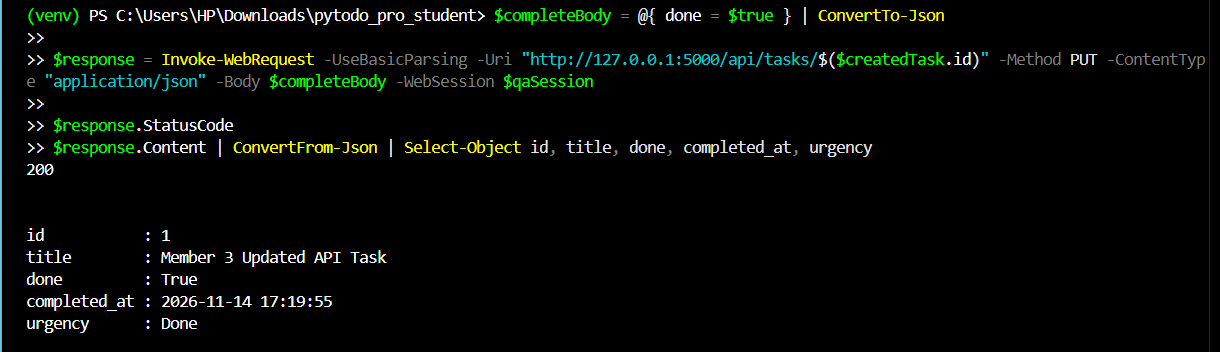 (venv) PS C:\Users\HP\Downloads\pytodo_pro_student> $completeBody = @{ done = $true } | ConvertTo-Json
>>
>> $response = Invoke-WebRequest -UseBasicParsing -Uri "http://127.0.0.1:5000/api/tasks/$($createdTask.id)" -Method PUT -ContentTyp
e "application/json" -Body $completeBody -WebSession $qaSession
>>
>> $response.StatusCode
>> $response.Content | ConvertFrom-Json | Select-Object id, title, done, completed_at, urgency
200
id           : 1
title        : Member 3 Updated API Task
done         : True
completed_at : 2026-11-14 17:19:55
urgency      : Done